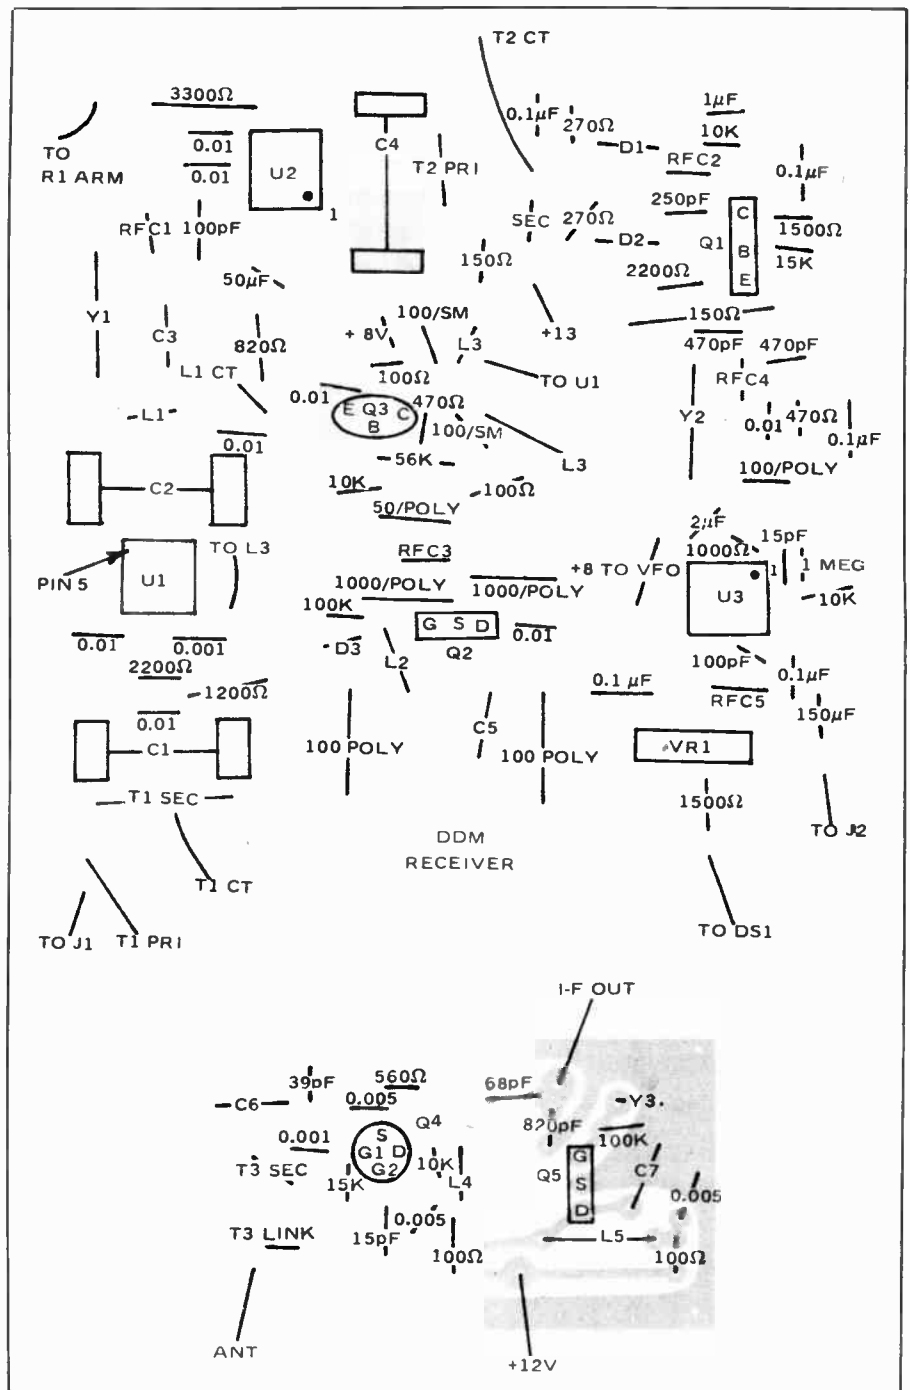 T2 CT
3300Ω
0.1µF
270Ω
1µF
10K
TO
R1 ARM
0.01
0.01
U2
1
C4
T2 PRI
D1
RFC2
0.1µF
RFC1
100pF
SEC
270Ω
D2
250pF
Q1
C
B
E
1500Ω
15K
150Ω
2200Ω
50µF
Y1
C3
820Ω
+ 8V
100/SM
L3
+13
150Ω
470pF
470pF
L1 CT
100Ω
TO U1
RFC4
0.01
E Q3 C
B
470Ω
Y2
L1
100/SM
0.01
470Ω
0.1µF
0.01
56K
L3
100/POLY
C2
10K
100Ω
50/POLY
2µF
15pF
PIN 5
U1
TO L3
RFC3
+8 TO VFO
1000Ω
1
1 MEG
U3
1000/POLY
1000/POLY
10K
100K
G S D
0.01
0.01
0.001
D3
Q2
L2
2200Ω
100pF
0.1µF
1200Ω
0.1 µF
RFC5
150µF
0.01
C5
C1
100 POLY
100 POLY
VR1
T1 SEC
1500Ω
DDM
RECEIVER
TO J2
T1 CT
TO J1
T1 PRI
TO DS1
I-F OUT
39pF
560Ω
68pF
C6
0.005
Q4
Y3
820pF
0.001
S
G1 D
G2
100K
T3 SEC
10K
Q5
G
S
D
C7
15K
L4
0.005
T3 LINK
15pF
0.005
L5
100Ω
100Ω
ANT
+12V